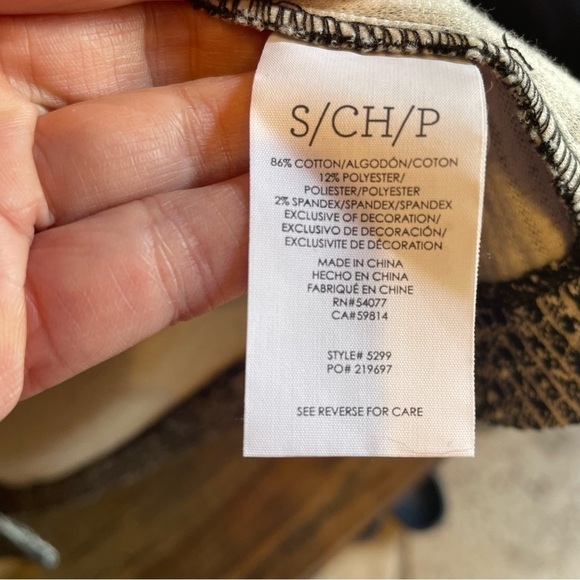 S/CH/P
86% COTTON/ALGODÓN/COTON
12% POLYESTER/
POLIESTER/POLYESTER
2% SPANDEX/SPANDEX/SPANDEX
EXCLUSIVE OF DECORATION/
EXCLUSIVO DE DECORACIÓN/
EXCLUSIVITE DE DÉCORATION
MADE IN CHINA
HECHO EN CHINA
FABRIQUÉ EN CHINE
RN#54077
CA#59814
STYLE# 5299
PO# 219697
SEE REVERSE FOR CARE